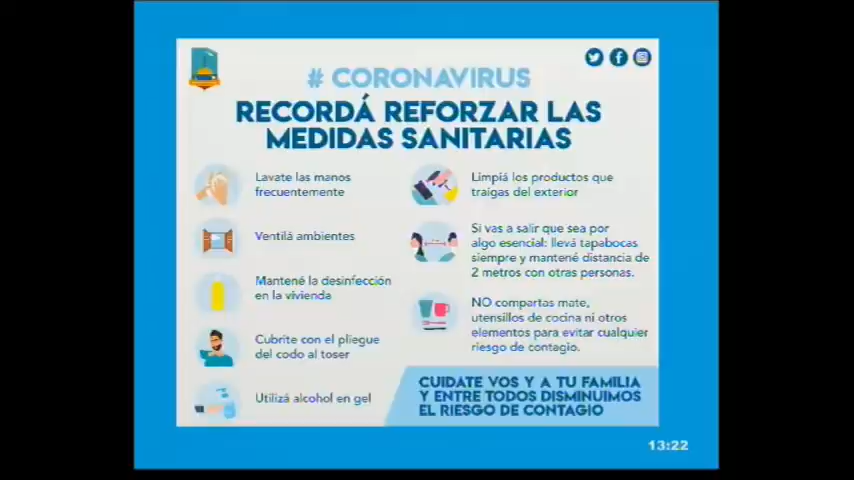 # CORONAVIRUS
RECORDÁ REFORZAR LAS
MEDIDAS SANITARIAS
Lavate las manos
frecuentemente
Ventilá ambientes
Mantené la desinfección
en la vivienda
Cubrite con el pliegue
del codo al toser
Utilizá alcohol en gel
Limpiá los productos que
traigas del exterior
Si vas a salir que sea por
algo esencial: llevá tapabocas
siempre y mantené distancia de
2 metros con otras personas.
NO compartas mate,
utensillos de cocina ni otros
elementos para evitar cualquier
riesgo de contagio.
CUIDATE VOS Y A TU FAMILIA
Y ENTRE TODOS DISMINUIMOS
EL RIESGO DE CONTAGIO
13:22